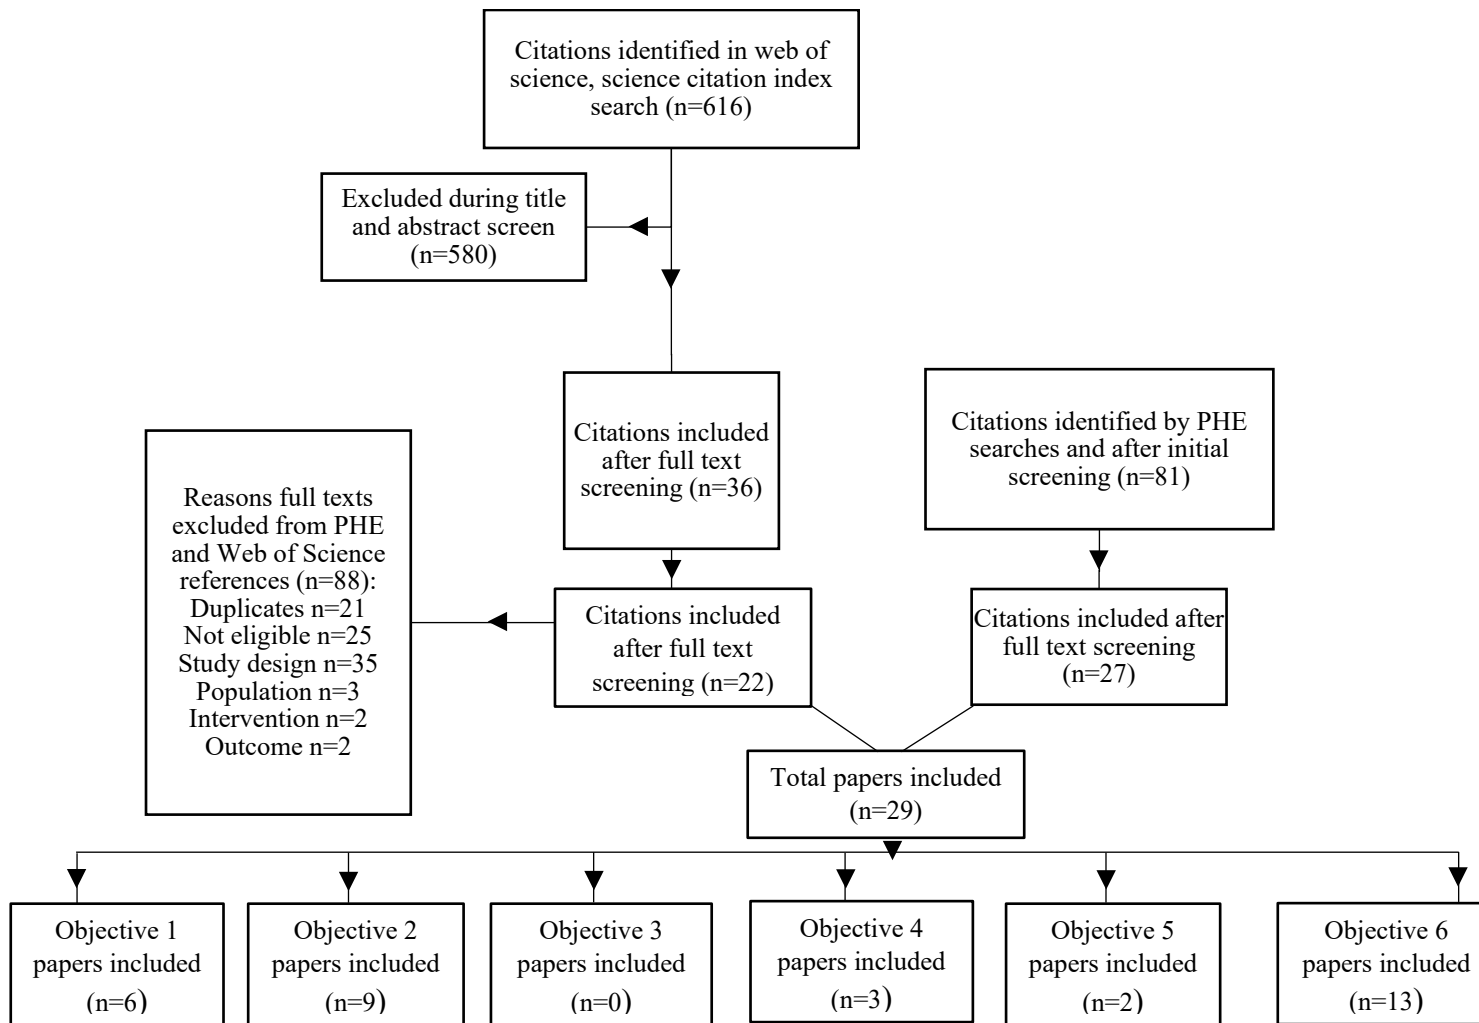 Citations identified in web of
science, science citation index
search (n=616)
Excluded during title
and abstract screen
(n=580)
Citations included
after full text
screening (n=36)
Citations identified by PHE
searches and after initial
screening (n=81)
Reasons full texts
excluded from PHE
and Web of Science
references (n=88):
Duplicates n=21
Not eligible n=25
Study design n=35
Population n=3
Intervention n=2
Outcome n=2
Citations included
after full text
screening (n=22)
Citations included after
full text screening
(n=27)
Total papers included
(n=29)
Objective 1
papers included
(n=6)
Objective 2
papers included
(n=9)
Objective 3
papers included
(n=0)
Objective 4
papers included
(n=3)
Objective 5
papers included
(n=2)
Objective 6
papers included
(n=13)